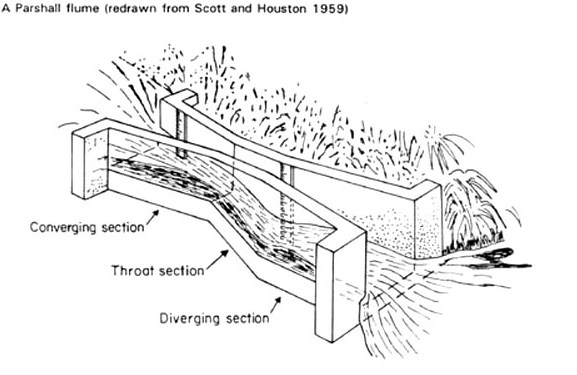 A Parshall flume (redrawn from Scott and Houston 1959)
Converging section
Throat section
Diverging section